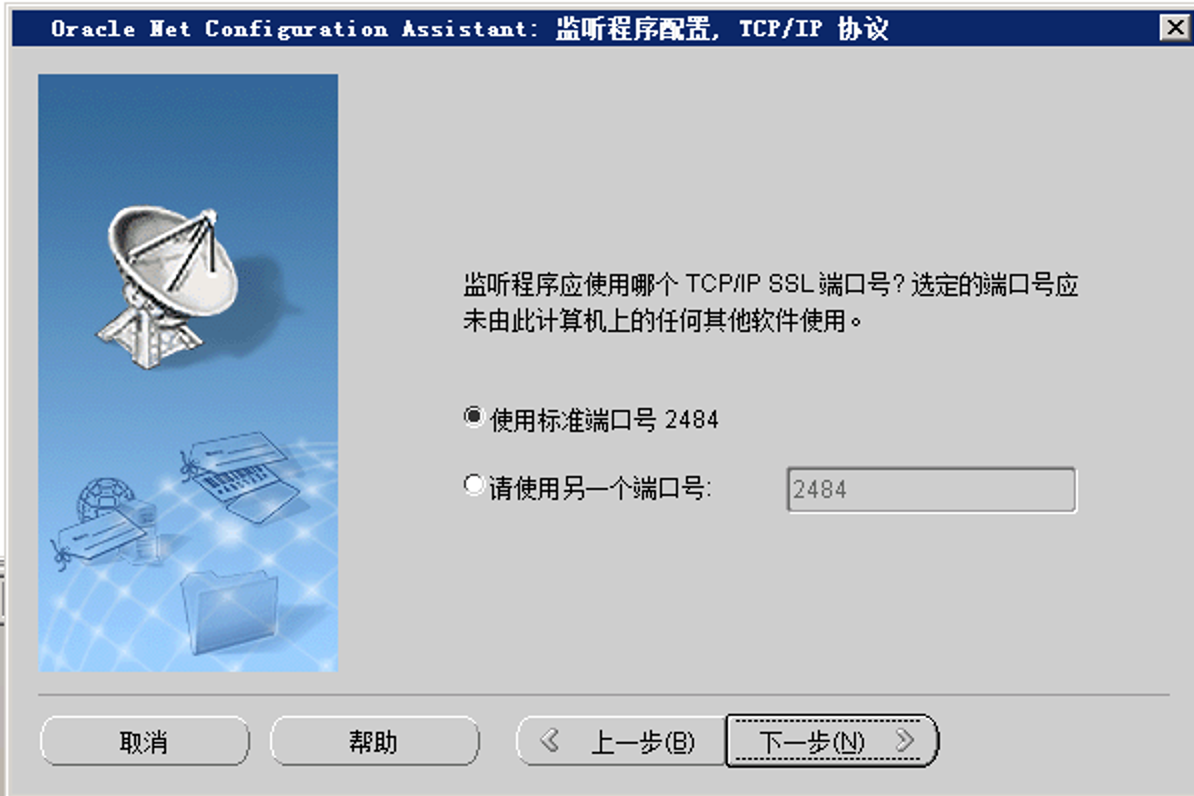 Oracle Net Configuration Assistant: 监听程序配置, TCP/IP 协议
监听程序应使用哪个 TCP/IP SSL 端口号? 选定的端口号应
未由此计算机上的任何其他软件使用。
使用标准端口号 2484
请使用另一个端口号: 2484
取消 帮助 上一步(B) 下一步(N)